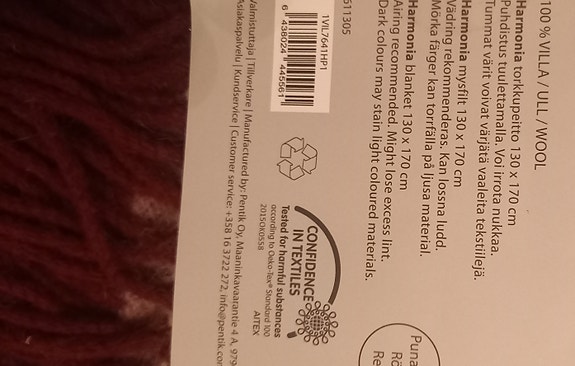 100 % VILLA / ULL / WOOL
Harmonia torkkupeitto 130 x 170 cm
Puhdistus tuulettamalla. Voi irrota nukkaa.
Tummat värit voivat värjätä vaaleita tekstiilejä.
Harmonia mysfilt 130 x 170 cm
Vädring rekommenderas. Kan lossna ludd.
Mörka färger kan torrfälla på ljusa material.
Harmonia blanket 130 x 170 cm
Airing recommended. Might lose excess lint.
Dark colours may stain light coloured materials.
Puna
Rö
Re
611305
1VIL7641HP1
6 438024 445561
CONFIDENCE
IN TEXTILES
Tested for harmful substances
according to Oeko-Tex® Standard 100
2015OK0558
AITEX
Valmistuttaja | Tillverkare | Manufactured by: Pentik Oy, Maaninkavaarantie 4 A, 979
Asiakaspalvelu | Kundservice | Customer service: +358 16 3722 272, info@pentik.com